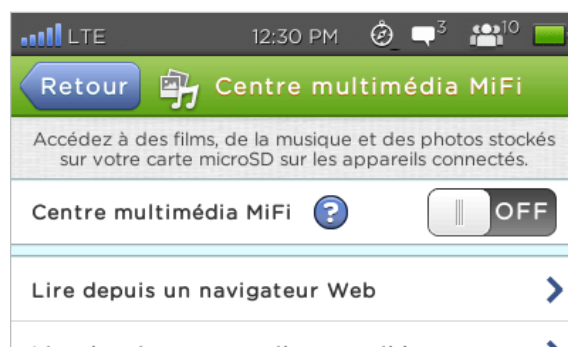 LTE 12:30 PM 3 10
Retour Centre multimédia MiFi
Accédez à des films, de la musique et des photos stockés
sur votre carte microSD sur les appareils connectés.
Centre multimédia MiFi ? OFF
Lire depuis un navigateur Web